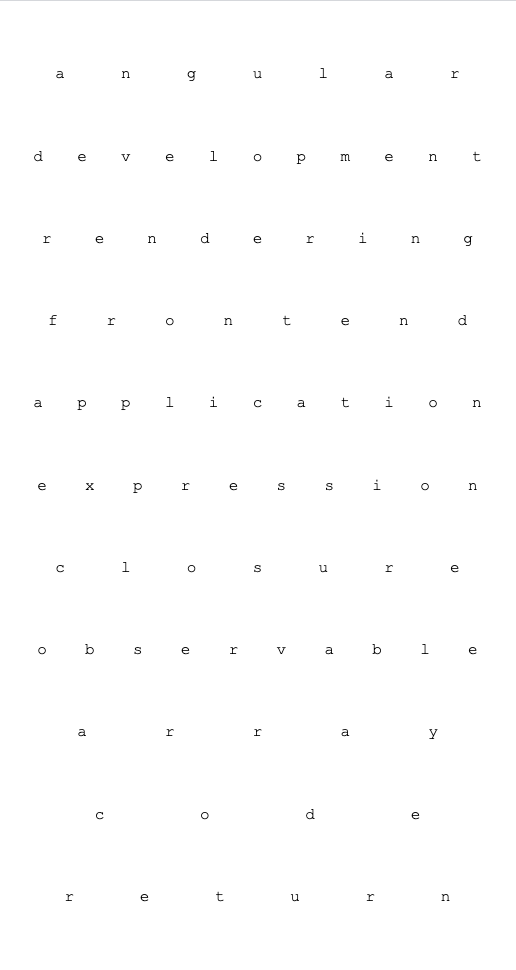 a n g u l a r
d e v e l o p m e n t
r e n d e r i n g
f r o n t e n d
a p p l i c a t i o n
e x p r e s s i o n
c l o s u r e
o b s e r v a b l e
a r r a y
c o d e
r e t u r n